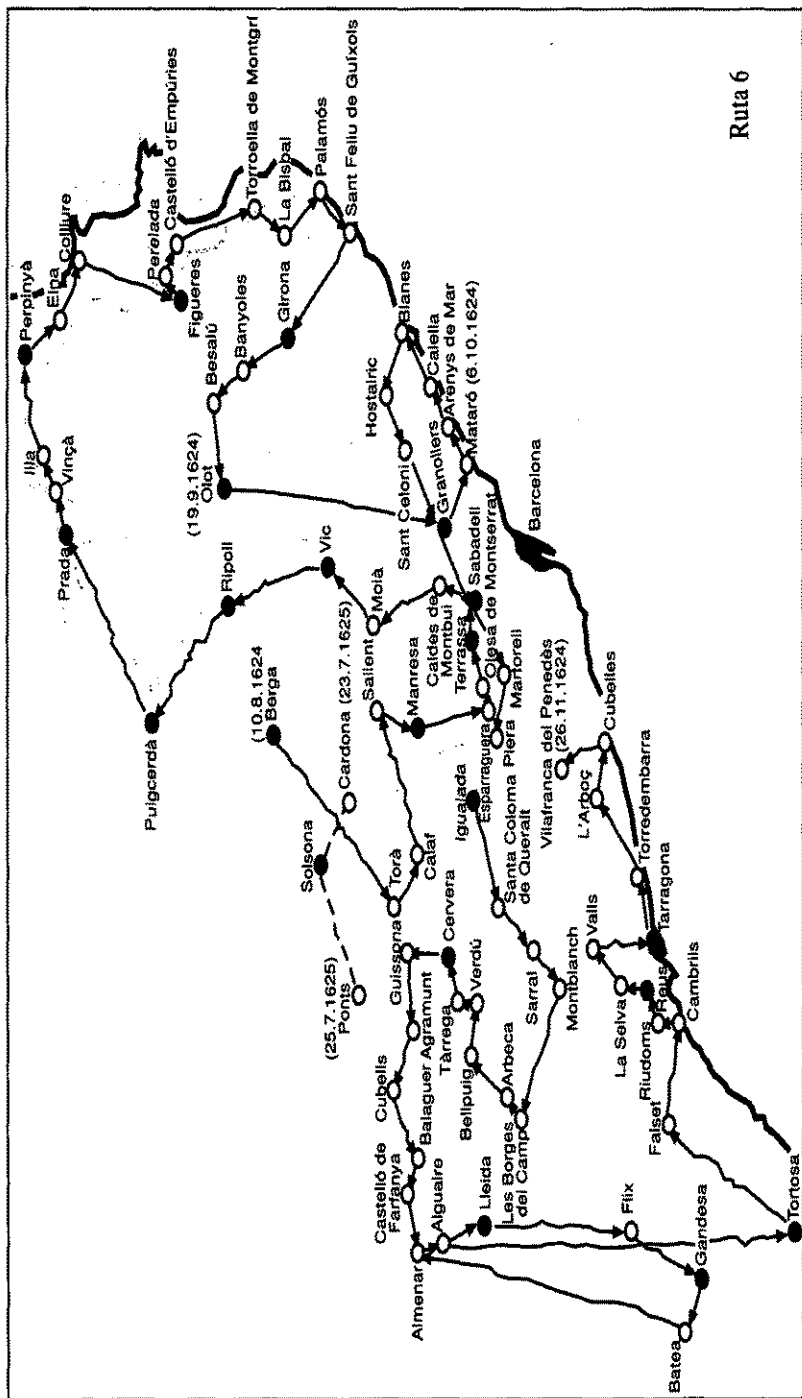 Perpinyà
Elna
Colliure
Illa
Vinçà
Prada
Perelada
Castelló d'Empúries
Figueres
Torroella de Montgrí
La Bisbal
Palamós
Sant Feliu de Guíxols
Besalú
Banyoles
Girona
(19.9.1624)
Olot
Puigcerdà
Ripoll
Vic
Hostalric
Blanes
Sant Celoni
Calella
Arenys de Mar
Granollers
Mataró (6.10.1624)
Barcelona
(10.8.1624
Berga
Cardona (23.7.1625)
Solsona
(25.7.1625)
Ponts
Sallent
Moià
Manresa
Caldes de
Montbui
Terrassa
Sabadell
Olesa de Montserrat
Martorell
Esparraguera
Piera
Igualada
Torà
Calaf
Santa Coloma
de Queralt
Vilafranca del Penedès
(26.11.1624)
Cubelles
L'Arboç
Torredembarra
Tarragona
Guissona
Cervera
Agramunt
Tàrrega
Verdú
Sarral
Montblanch
Valls
La Selva
Reus
Riudoms
Cambrils
Cubells
Balaguer
Bellpuig
Arbeca
Les Borges
del Camp
Falset
Castelló de
Farfanya
Almenar
Alguaire
Lleida
Flix
Gandesa
Batea
Tortosa
Ruta 6